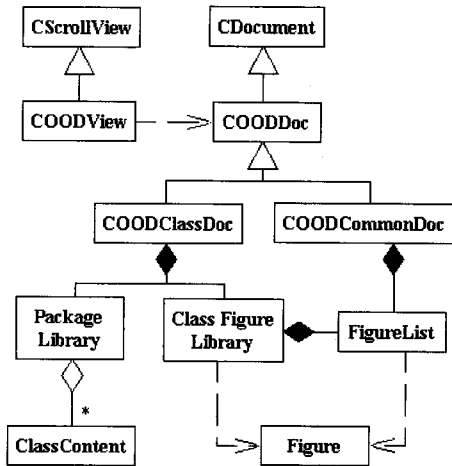 CScrollView
CDocument
COODView
COODDoc
COODClassDoc
COODCommonDoc
Package
Library
Class Figure
Library
FigureList
*
ClassContent
Figure